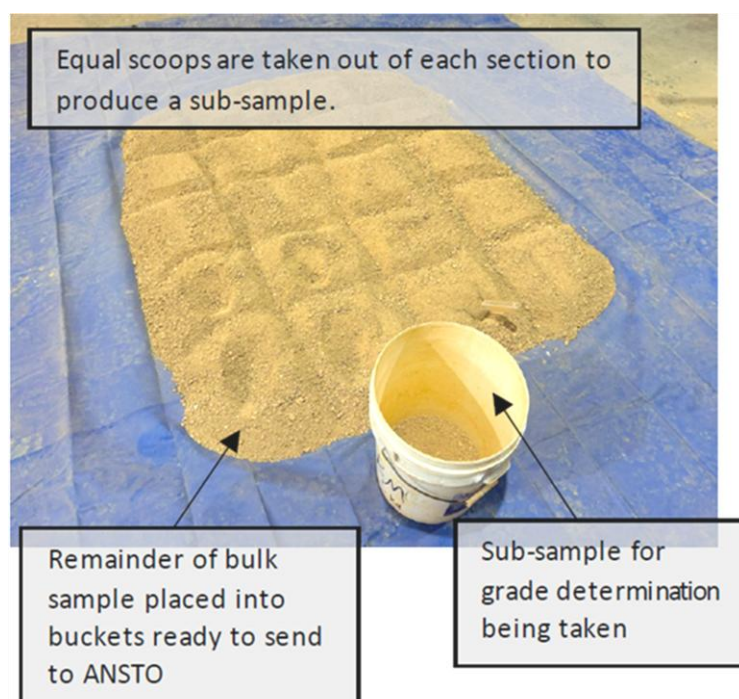 Equal scoops are taken out of each section to
produce a sub-sample.
Remainder of bulk
sample placed into
buckets ready to send
to ANSTO
Sub-sample for
grade determination
being taken